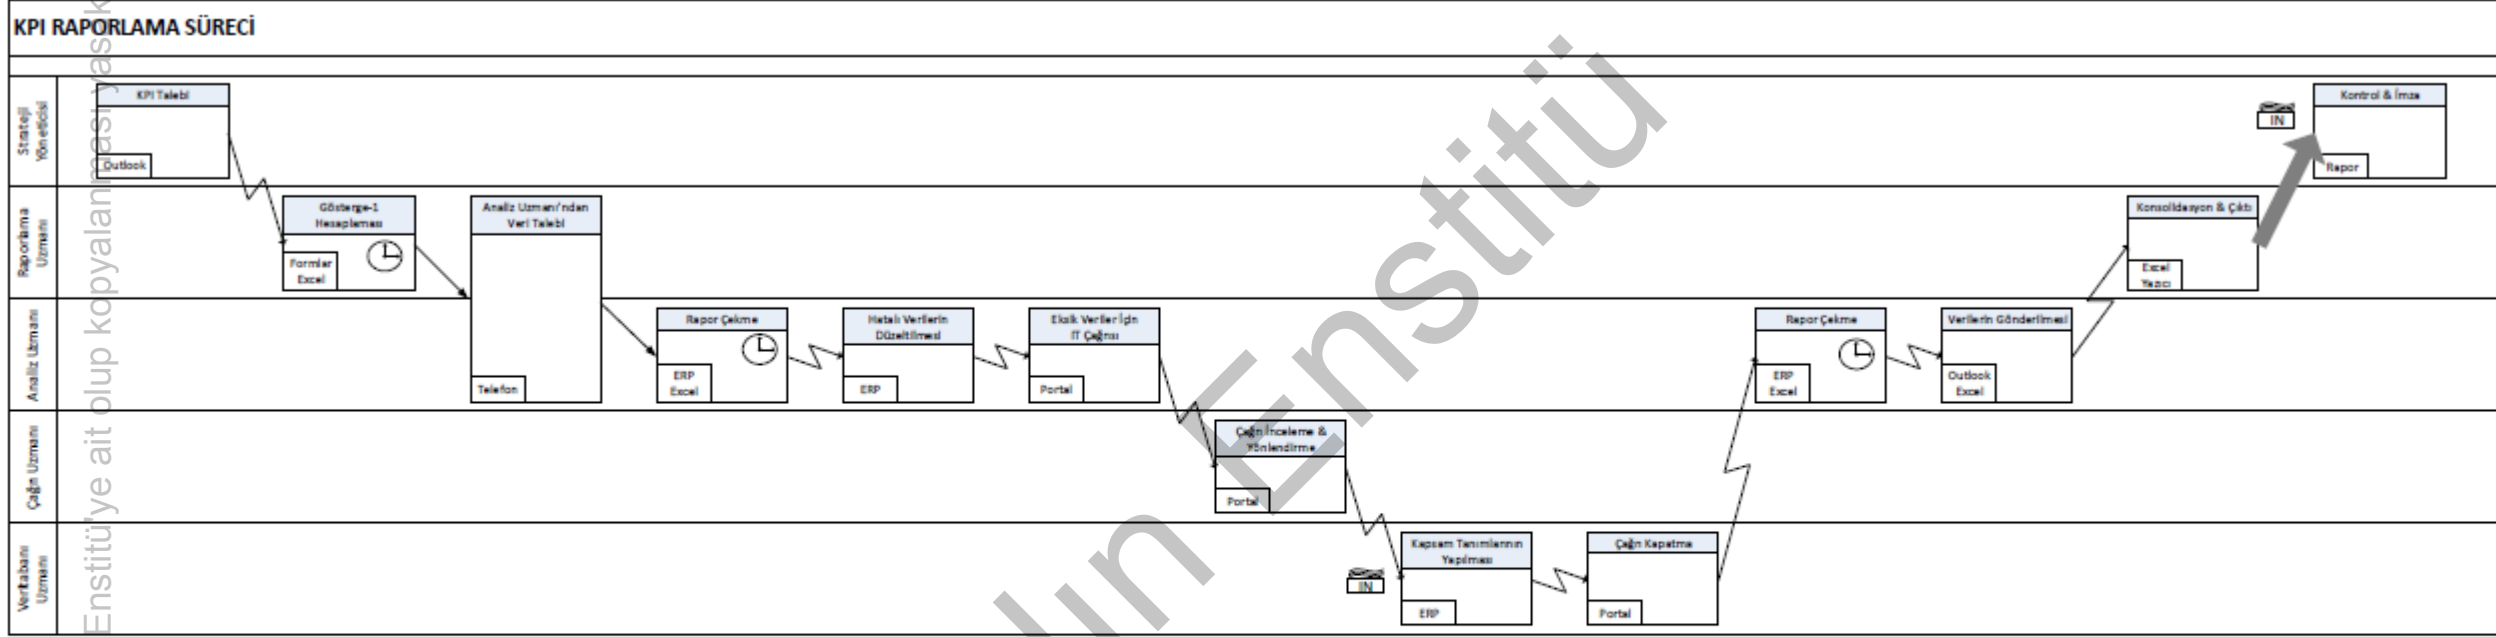 KPI RAPORLAMA SÜRECİ
Strateji
Yöneticisi
KPI Talebi
Outlook
IN
Kontrol & İmza
Rapor
Raporlama
Uzmanı
Gösterge-1
Hesaplaması
Formlar
Excel
Analiz Uzmanı'ndan
Veri Talebi
Telefon
Konsolidasyon & Çıktı
Excel
Yazıcı
Analiz Uzmanı
Rapor Çekme
ERP
Excel
Hatalı Verilerin
Düzeltilmesi
ERP
Eksik Veriler İçin
IT Çağrısı
Portal
Rapor Çekme
ERP
Excel
Verilerin Gönderilmesi
Outlook
Excel
Çağrı Uzmanı
Çağrı İnceleme &
Yönlendirme
Portal
Veritabanı
Uzmanı
IN
Kapsam Tanımlarının
Yapılması
ERP
Çağrı Kapatma
Portal
Enstitü'ye ait olup kopyalanması yasak
ın Enstitü